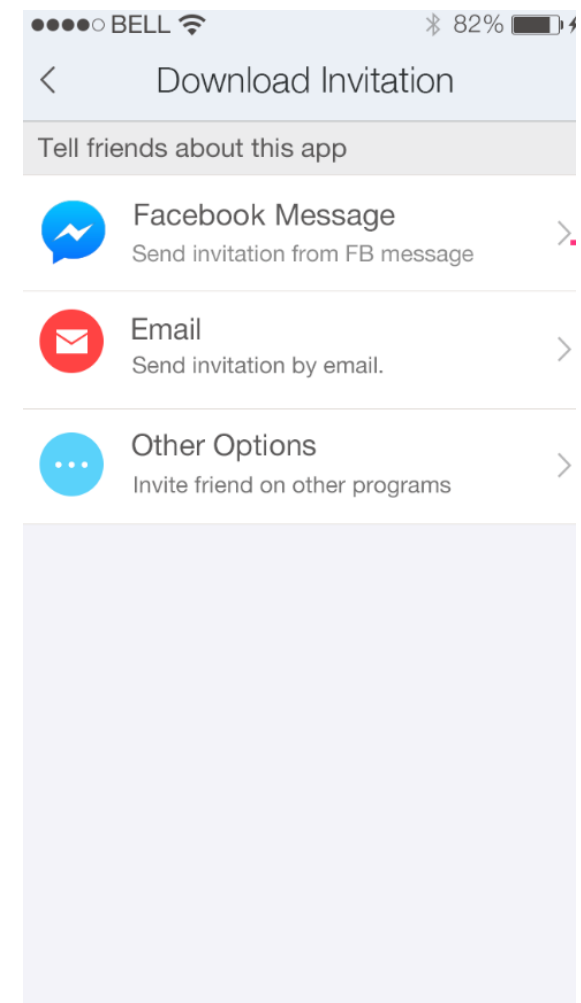 BELL 82%
Download Invitation
Tell friends about this app
Facebook Message
Send invitation from FB message
Email
Send invitation by email.
Other Options
Invite friend on other programs